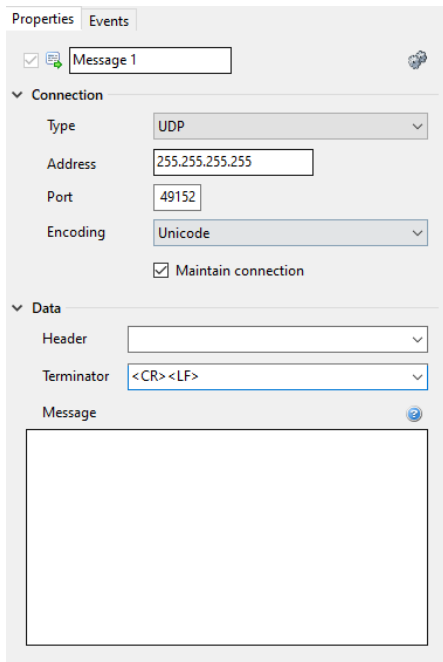 Properties Events
Message 1
Connection
Type UDP
Address 255.255.255.255
Port 49152
Encoding Unicode
Maintain connection
Data
Header
Terminator <CR><LF>
Message ?